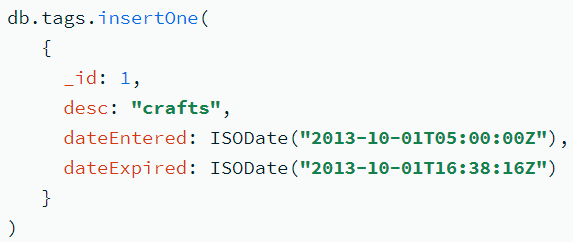 db.tags.insertOne(
{
_id: 1,
desc: "crafts",
dateEntered: ISODate("2013-10-01T05:00:00Z"),
dateExpired: ISODate("2013-10-01T16:38:16Z")
}
)